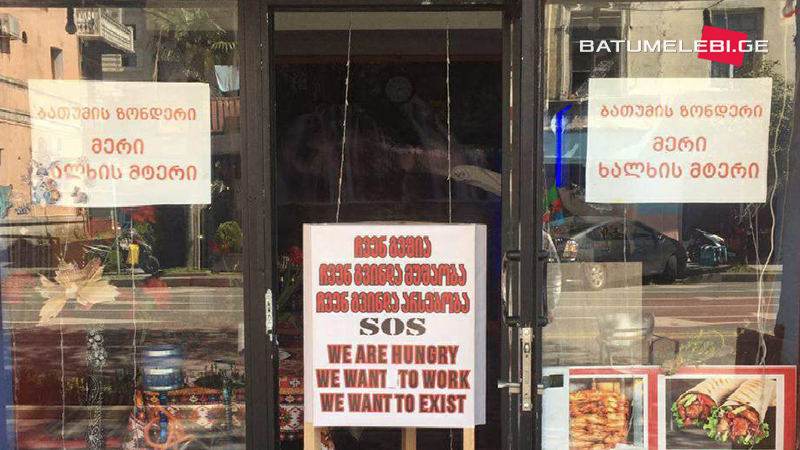 BATUMELEBI.GE
ბათუმის ზონდერი
მერი
ხალხის მტერი
ბათუმის ზონდერი
მერი
ხალხის მტერი
ჩვენ გვშია
ჩვენ გვინდა მუშაობა
ჩვენ გვინდა არსებობა
SOS
WE ARE HUNGRY
WE WANT TO WORK
WE WANT TO EXIST